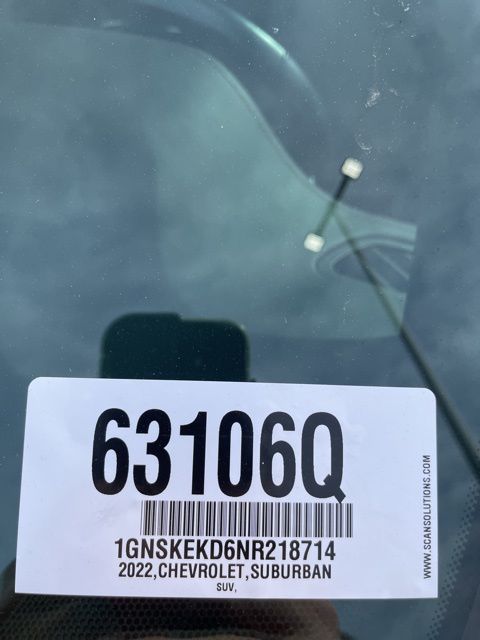 63106Q
1GNSKEKD6NR218714
2022,CHEVROLET,SUBURBAN
SUV,
WWW.SCANSOLUTIONS.COM